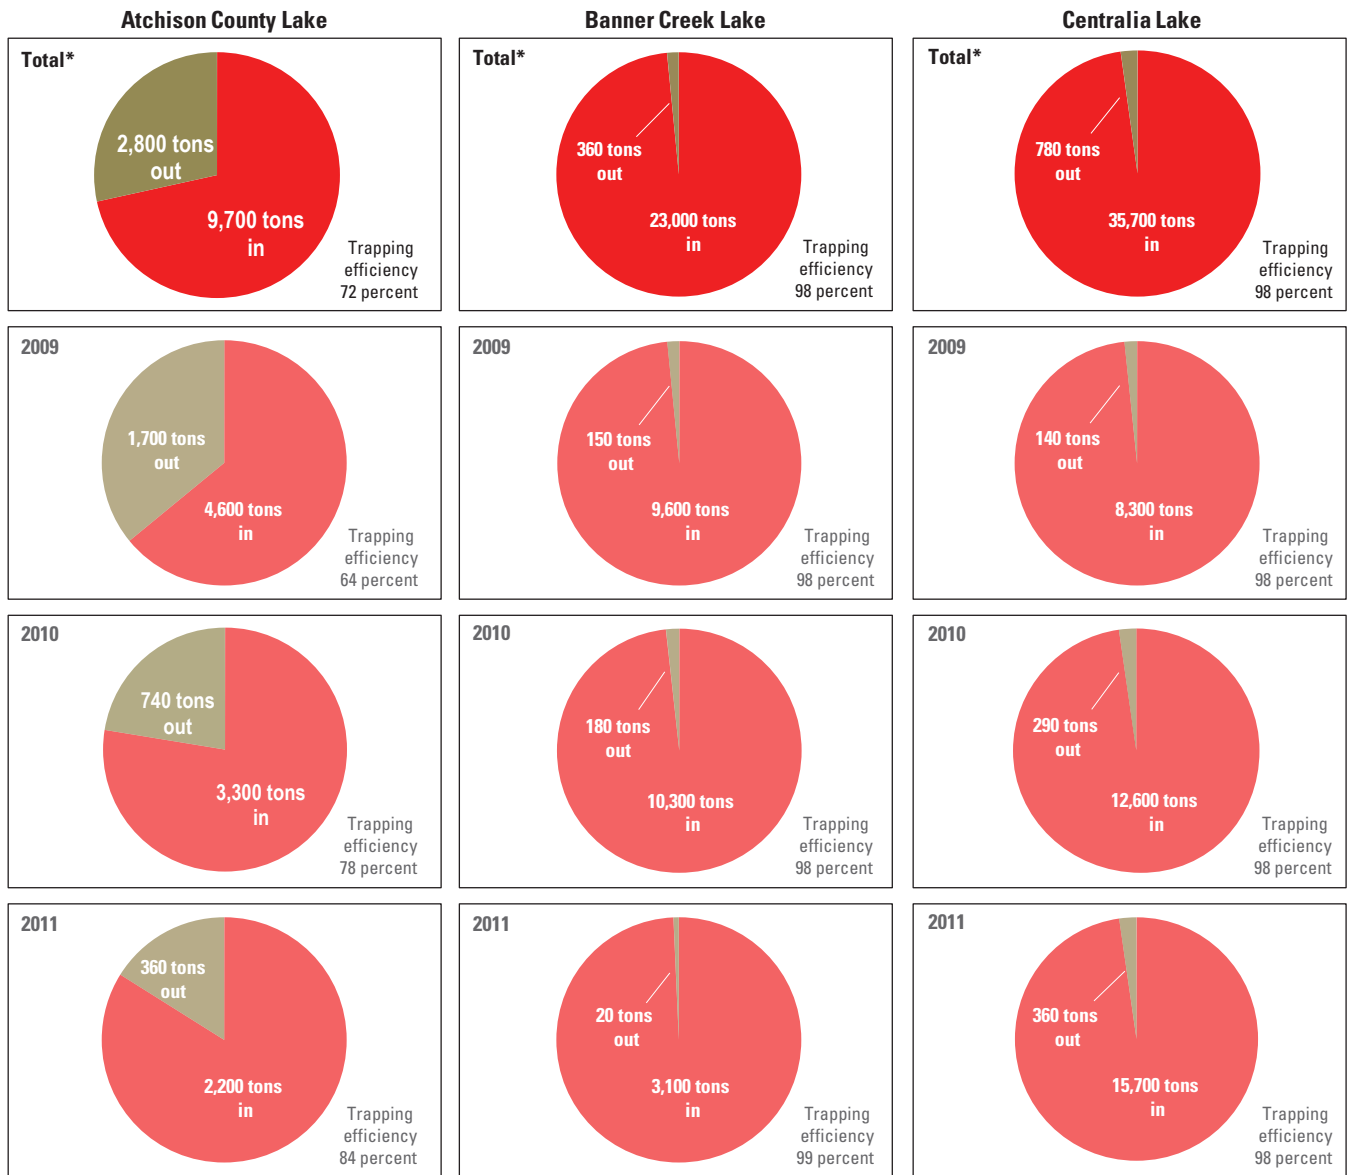 Atchison County Lake
Banner Creek Lake
Centralia Lake
Total*
2,800 tons
out
9,700 tons
in
Trapping
efficiency
72 percent
Total*
360 tons
out
23,000 tons
in
Trapping
efficiency
98 percent
Total*
780 tons
out
35,700 tons
in
Trapping
efficiency
98 percent
2009
1,700 tons
out
4,600 tons
in
Trapping
efficiency
64 percent
2009
150 tons
out
9,600 tons
in
Trapping
efficiency
98 percent
2009
140 tons
out
8,300 tons
in
Trapping
efficiency
98 percent
2010
740 tons
out
3,300 tons
in
Trapping
efficiency
78 percent
2010
180 tons
out
10,300 tons
in
Trapping
efficiency
98 percent
2010
290 tons
out
12,600 tons
in
Trapping
efficiency
98 percent
2011
360 tons
out
2,200 tons
in
Trapping
efficiency
84 percent
2011
20 tons
out
3,100 tons
in
Trapping
efficiency
99 percent
2011
360 tons
out
15,700 tons
in
Trapping
efficiency
98 percent